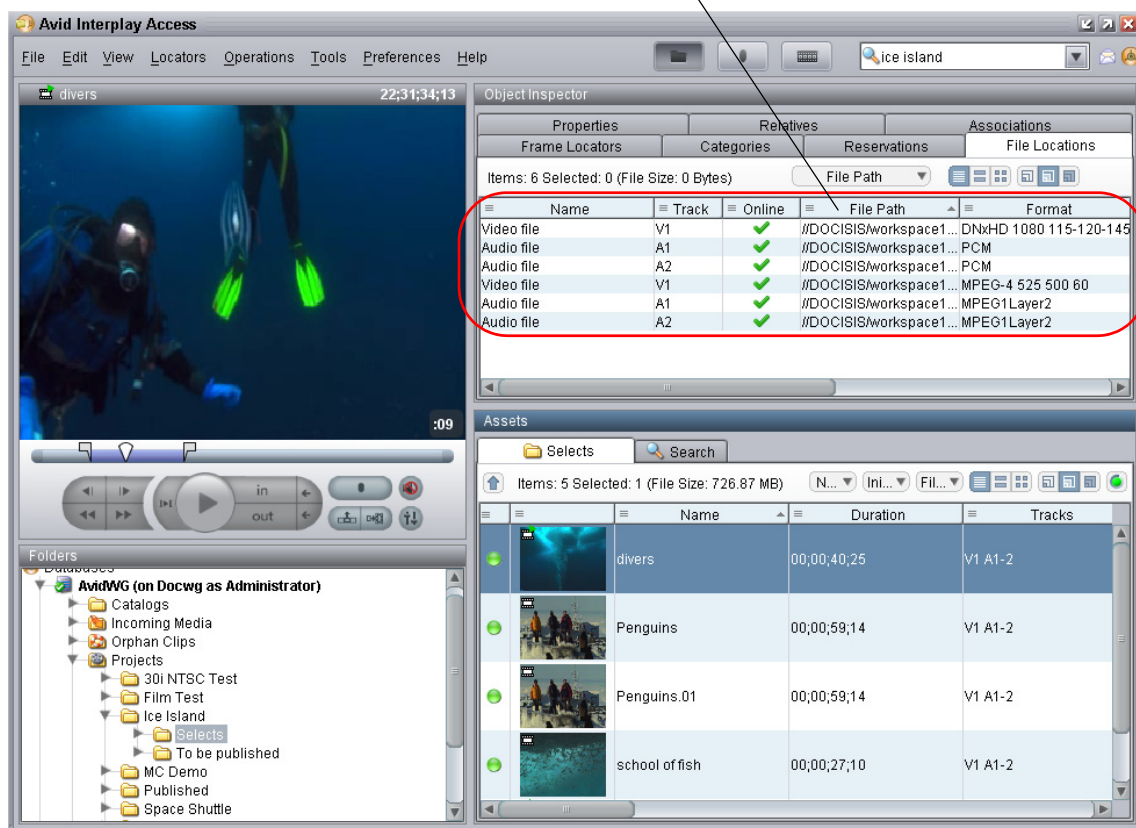 Avid Interplay Access
File Edit View Locators Operations Tools Preferences Help
ice island
divers 22;31;34;13
:09
in
out
Folders
Databases
AvidWG (on Docwg as Administrator)
Catalogs
Incoming Media
Orphan Clips
Projects
30i NTSC Test
Film Test
Ice Island
Selects
To be published
MC Demo
Published
Space Shuttle
Object Inspector
Properties Relatives Associations
Frame Locators Categories Reservations File Locations
Items: 6 Selected: 0 (File Size: 0 Bytes) File Path
Name Track Online File Path Format
Video file V1 //DOCISIS/workspace1... DNxHD 1080 115-120-145
Audio file A1 //DOCISIS/workspace1... PCM
Audio file A2 //DOCISIS/workspace1... PCM
Video file V1 //DOCISIS/workspace1... MPEG-4 525 500 60
Audio file A1 //DOCISIS/workspace1... MPEG1Layer2
Audio file A2 //DOCISIS/workspace1... MPEG1Layer2
Assets
Selects Search
Items: 5 Selected: 1 (File Size: 726.87 MB) N... Ini... Fil...
Name Duration Tracks
divers 00;00;40;25 V1 A1-2
Penguins 00;00;59;14 V1 A1-2
Penguins.01 00;00;59;14 V1 A1-2
school of fish 00;00;27;10 V1 A1-2